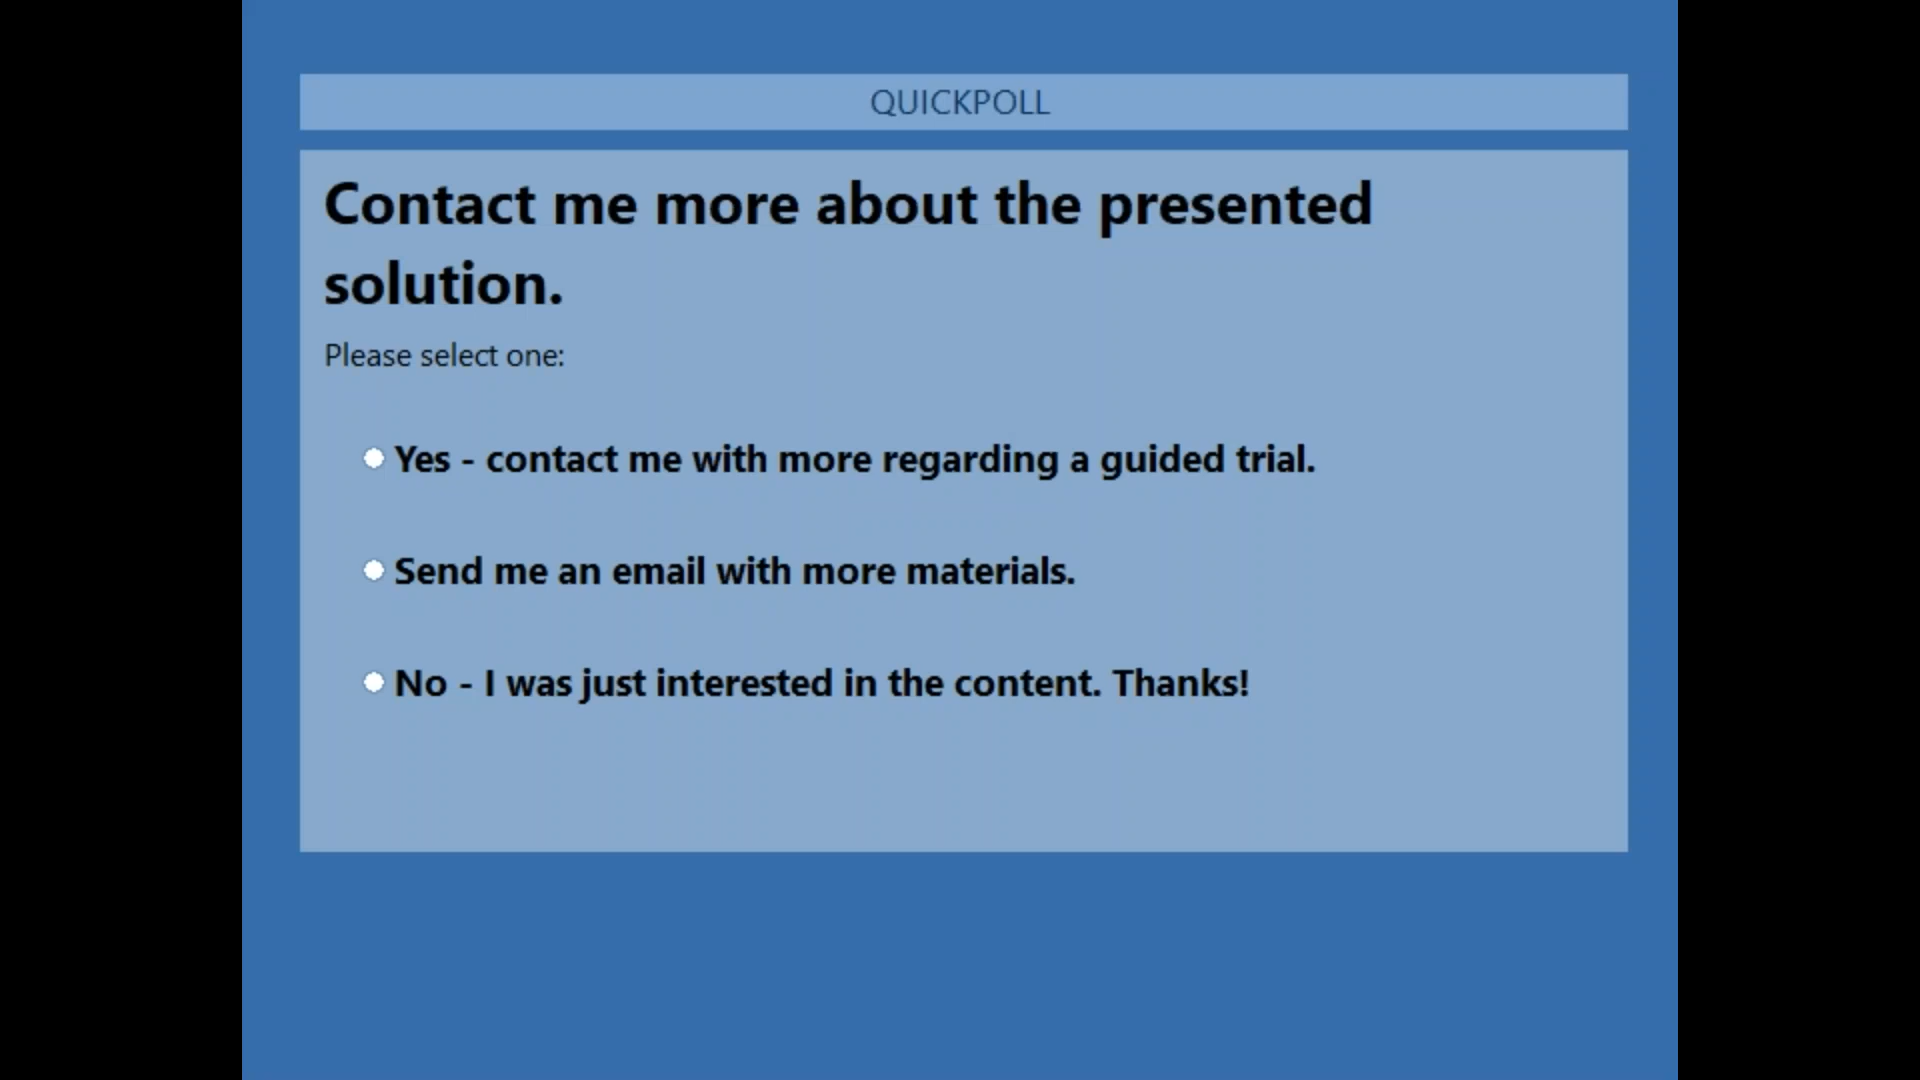 QUICKPOLL
Contact me more about the presented
solution.
Please select one:
Yes - contact me with more regarding a guided trial.
Send me an email with more materials.
No - I was just interested in the content. Thanks!